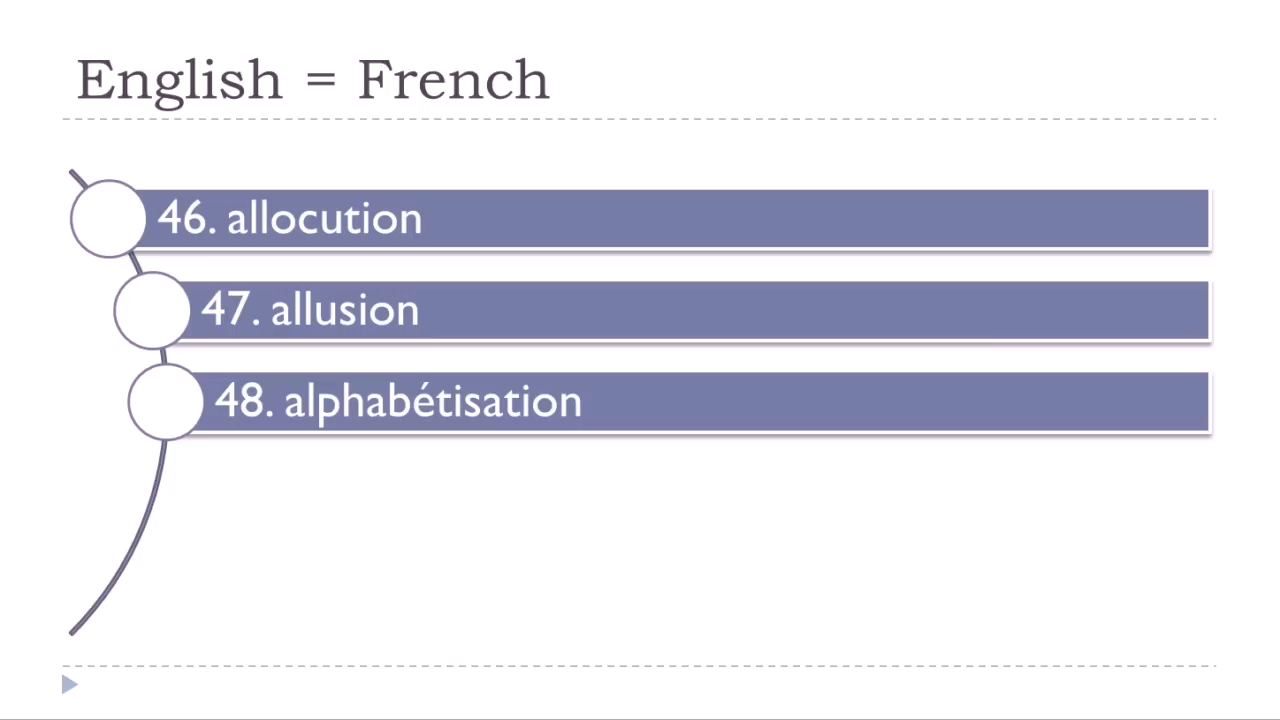 English = French
46. allocution
47. allusion
48. alphabétisation